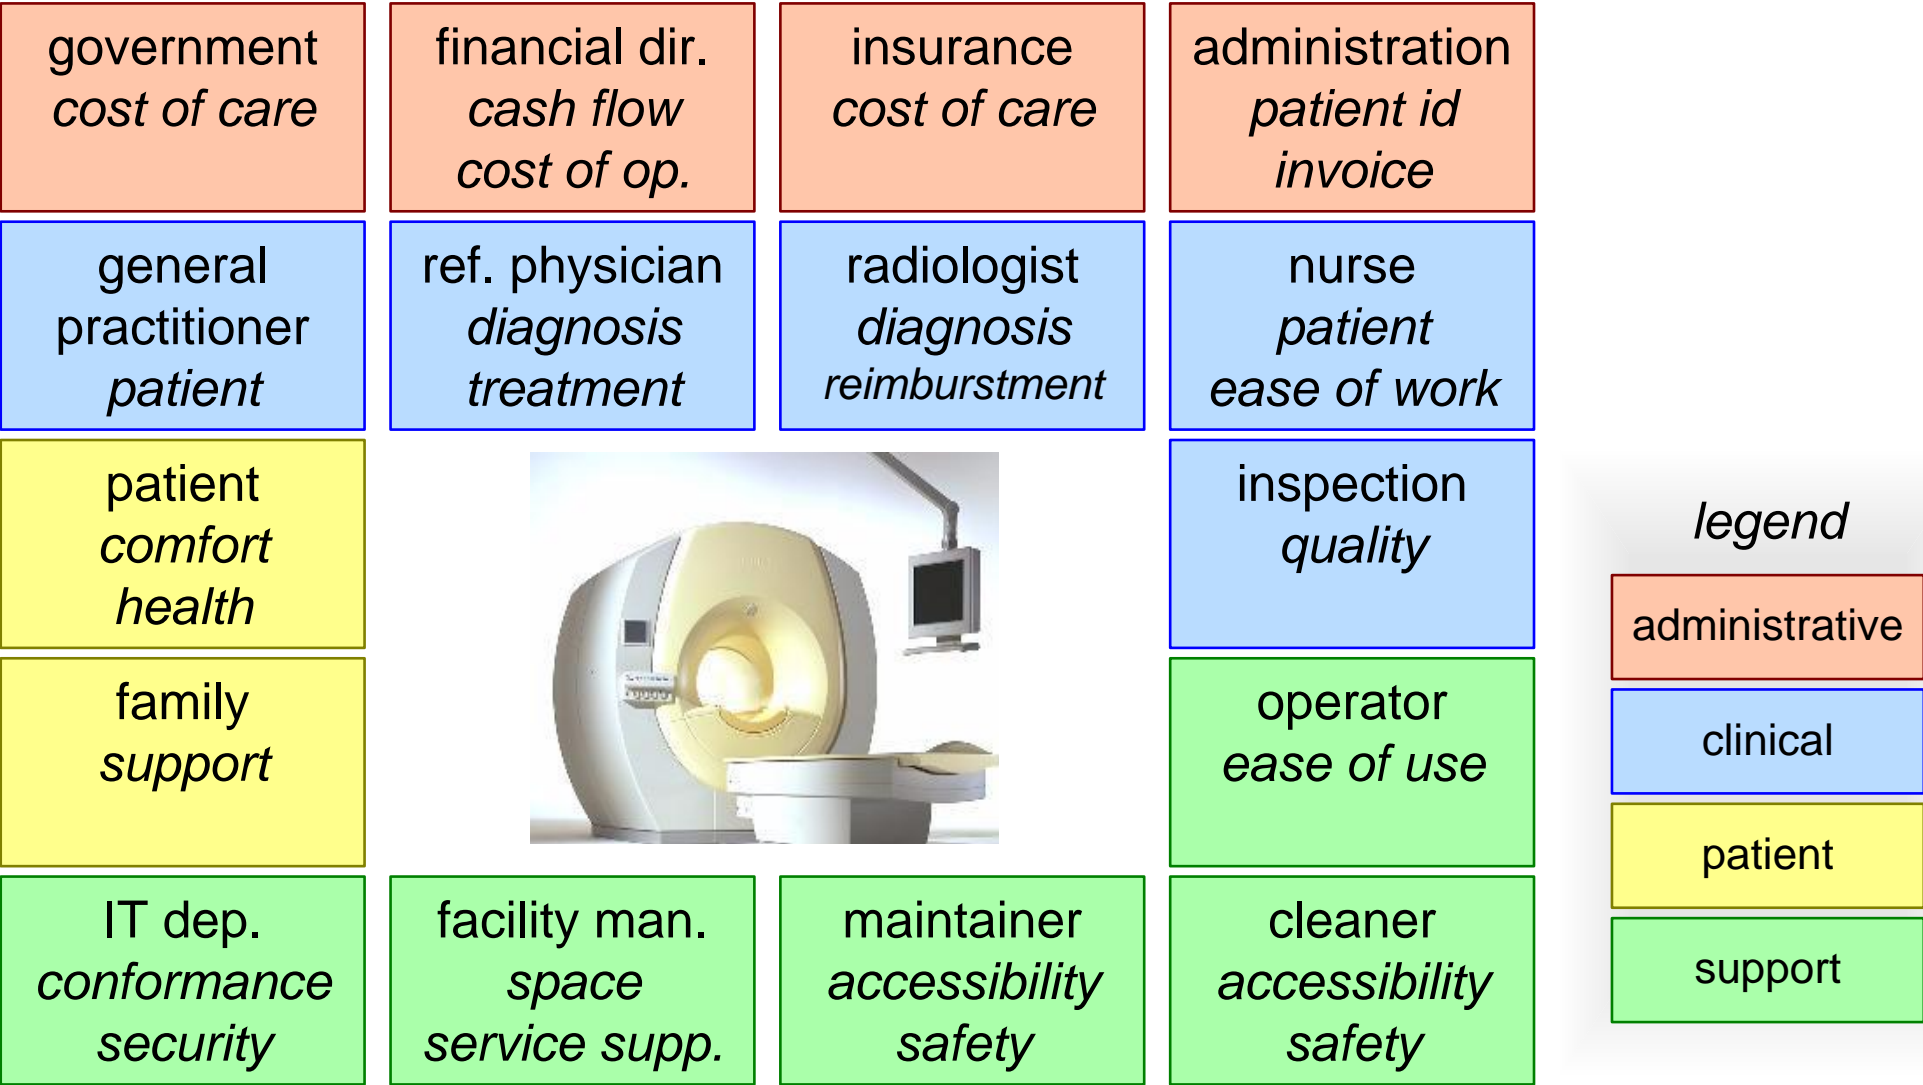 government
cost of care
financial dir.
cash flow
cost of op.
insurance
cost of care
administration
patient id
invoice
general
practitioner
patient
ref. physician
diagnosis
treatment
radiologist
diagnosis
reimburstment
nurse
patient
ease of work
patient
comfort
health
inspection
quality
family
support
operator
ease of use
IT dep.
conformance
security
facility man.
space
service supp.
maintainer
accessibility
safety
cleaner
accessibility
safety
legend
administrative
clinical
patient
support